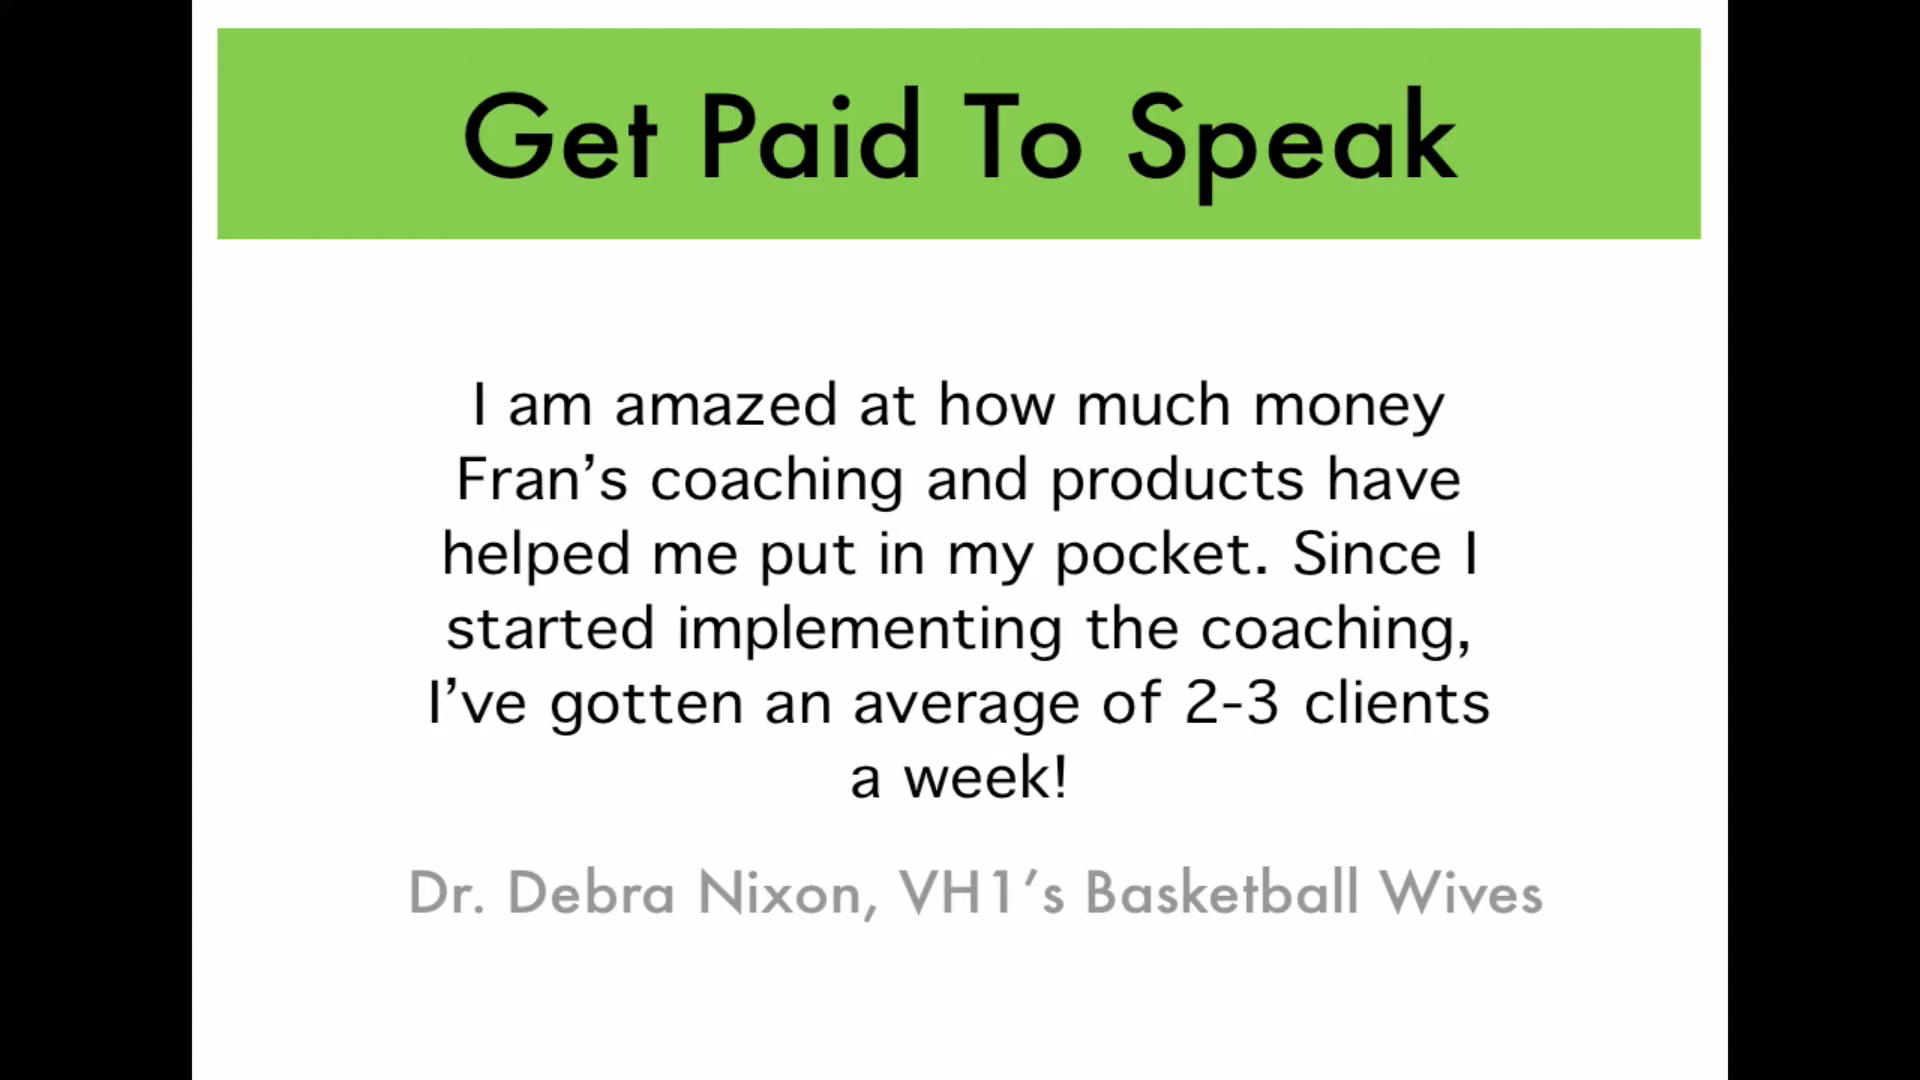 Get Paid To Speak
I am amazed at how much money
Fran’s coaching and products have
helped me put in my pocket. Since I
started implementing the coaching,
I’ve gotten an average of 2-3 clients
a week!
Dr. Debra Nixon, VH1’s Basketball Wives